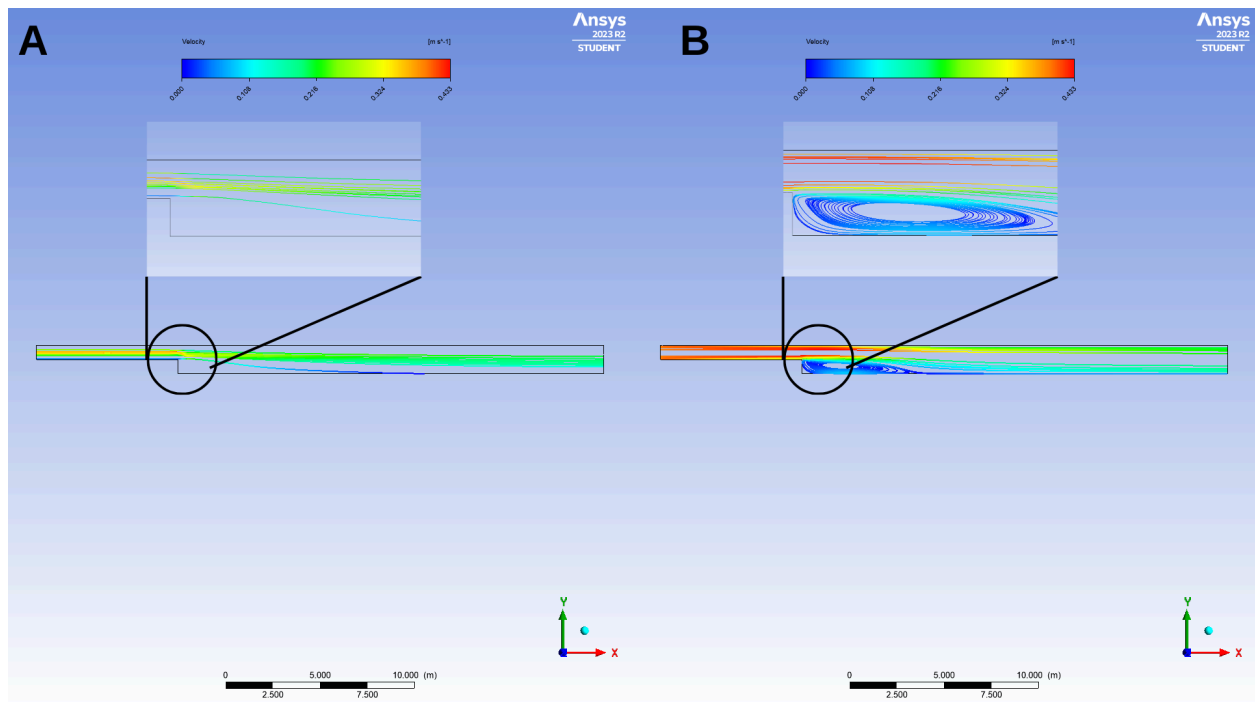 A
Velocity
[m s^-1]
0.000
0.108
0.216
0.324
0.433
Ansys
2023 R2
STUDENT
Y
X
0
5.000
10.000
(m)
2.500
7.500
B
Velocity
[m s^-1]
0.000
0.108
0.216
0.324
0.433
Ansys
2023 R2
STUDENT
Y
X
0
5.000
10.000
(m)
2.500
7.500